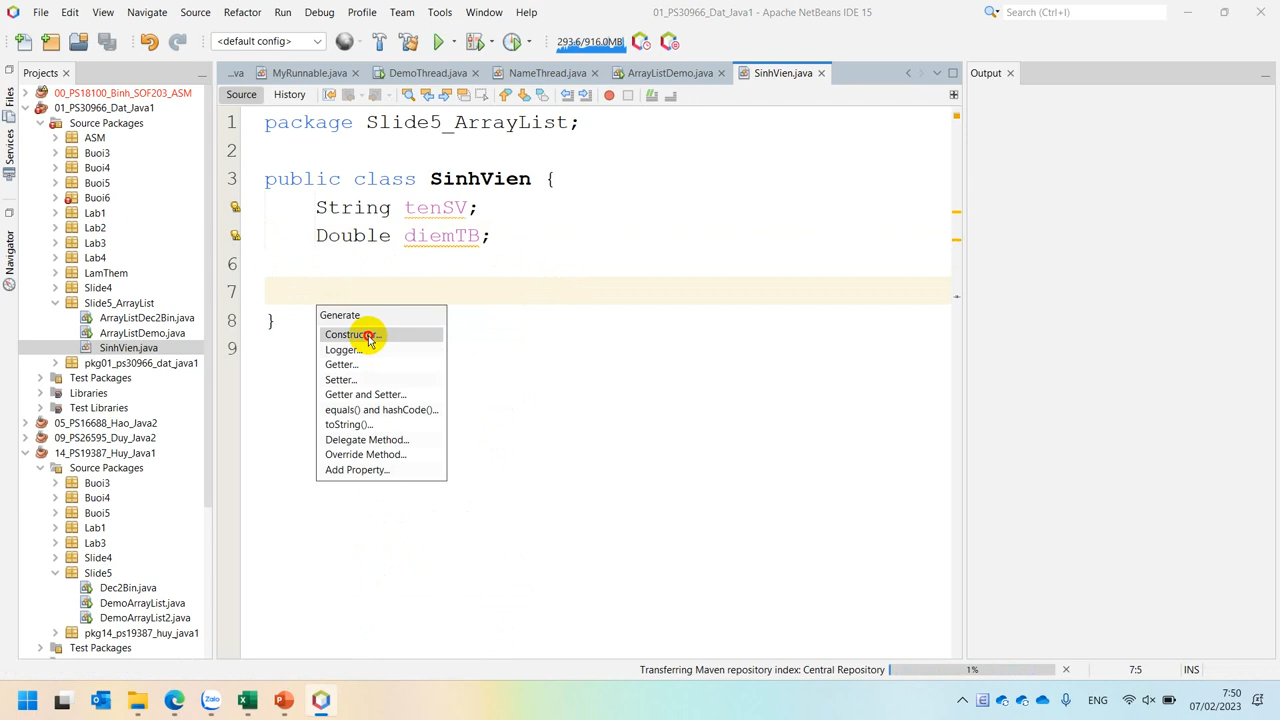 File Edit View Navigate Source Refactor Run Debug Profile Team Tools Window Help
01_PS30966_Dat_Java1 - Apache NetBeans IDE 15
Search (Ctrl+I)
<default config>
293.6/916.0MB
Projects
...va
MyRunnable.java
DemoThread.java
NameThread.java
ArrayListDemo.java
SinhVien.java
Output
Source
History
Files
Services
Navigator
00_PS18100_Binh_SOF203_ASM
01_PS30966_Dat_Java1
Source Packages
ASM
Buoi3
Buoi4
Buoi5
Buoi6
Lab1
Lab2
Lab3
Lab4
LamThem
Slide4
Slide5_ArrayList
ArrayListDec2Bin.java
ArrayListDemo.java
SinhVien.java
pkg01_ps30966_dat_java1
Test Packages
Libraries
Test Libraries
05_PS16688_Hao_Java2
09_PS26595_Duy_Java2
14_PS19387_Huy_Java1
Source Packages
Buoi3
Buoi4
Buoi5
Lab1
Lab3
Slide4
Slide5
Dec2Bin.java
DemoArrayList.java
DemoArrayList2.java
pkg14_ps19387_huy_java1
Test Packages
1 package Slide5_ArrayList;
2
3 public class SinhVien {
String tenSV;
Double diemTB;
6
7
8 }
9
Generate
Constructor...
Logger...
Getter...
Setter...
Getter and Setter...
equals() and hashCode()...
toString()...
Delegate Method...
Override Method...
Add Property...
Transferring Maven repository index: Central Repository
1%
7:5
INS
Zalo
ENG
7:50
07/02/2023